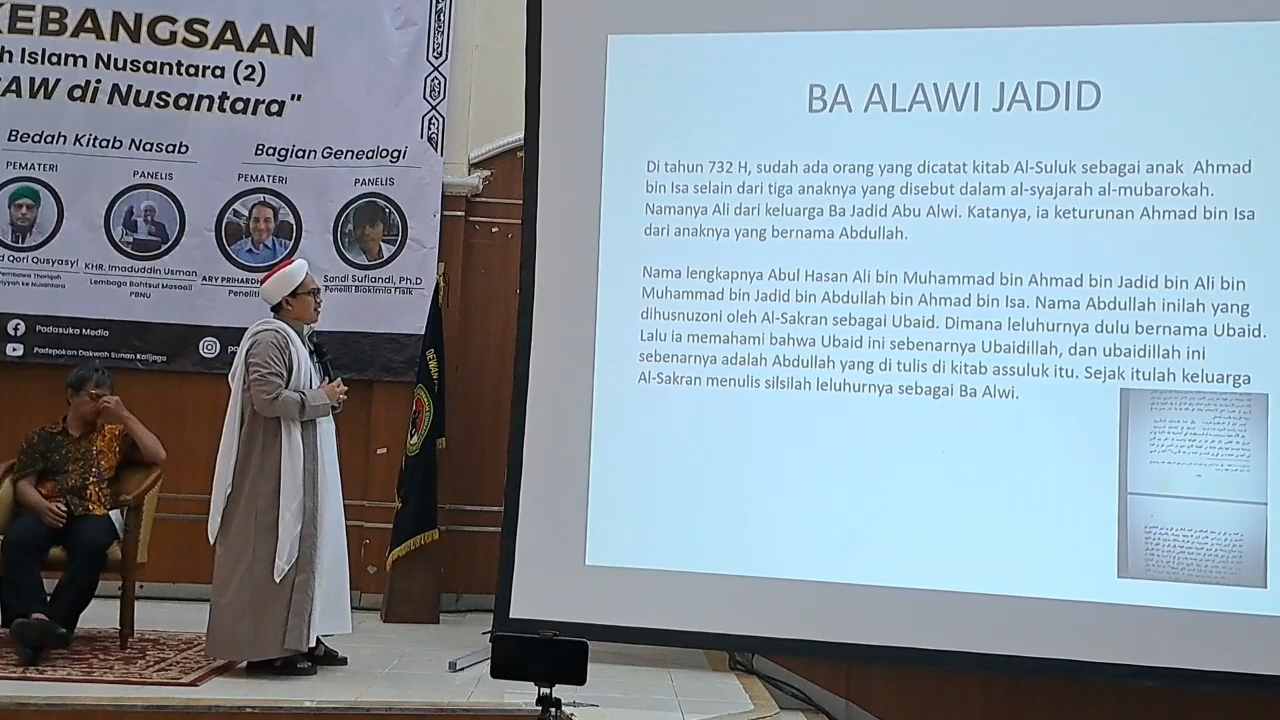 KEBANGSAAN
h Islam Nusantara (2)
AW di Nusantara"
Bedah Kitab Nasab
Bagian Genealogi
PEMATERI
PANELIS
PEMATERI
PANELIS
d Qori Qusyasyi
KHR. Imaduddin Usman
ARY PRIHARDH
Sandi Sufiandi, Ph.D
Pembawa Thoriqoh
Lembaga Bahtsul Masaail
Peneliti
Peneliti Biokimia Fisik
iyyah ke Nusantara
PBNU
Padasuka Media
Padepokan Dakwah Sunan Kalijaga
BA ALAWI JADID
Di tahun 732 H, sudah ada orang yang dicatat kitab Al-Suluk sebagai anak Ahmad
bin Isa selain dari tiga anaknya yang disebut dalam al-syajarah al-mubarokah.
Namanya Ali dari keluarga Ba Jadid Abu Alwi. Katanya, ia keturunan Ahmad bin Isa
dari anaknya yang bernama Abdullah.
Nama lengkapnya Abul Hasan Ali bin Muhammad bin Ahmad bin Jadid bin Ali bin
Muhammad bin Jadid bin Abdullah bin Ahmad bin Isa. Nama Abdullah inilah yang
dihusnuzoni oleh Al-Sakran sebagai Ubaid. Dimana leluhurnya dulu bernama Ubaid.
Lalu ia memahami bahwa Ubaid ini sebenarnya Ubaidillah, dan ubaidillah ini
sebenarnya adalah Abdullah yang di tulis di kitab assuluk itu. Sejak itulah keluarga
Al-Sakran menulis silsilah leluhurnya sebagai Ba Alwi.